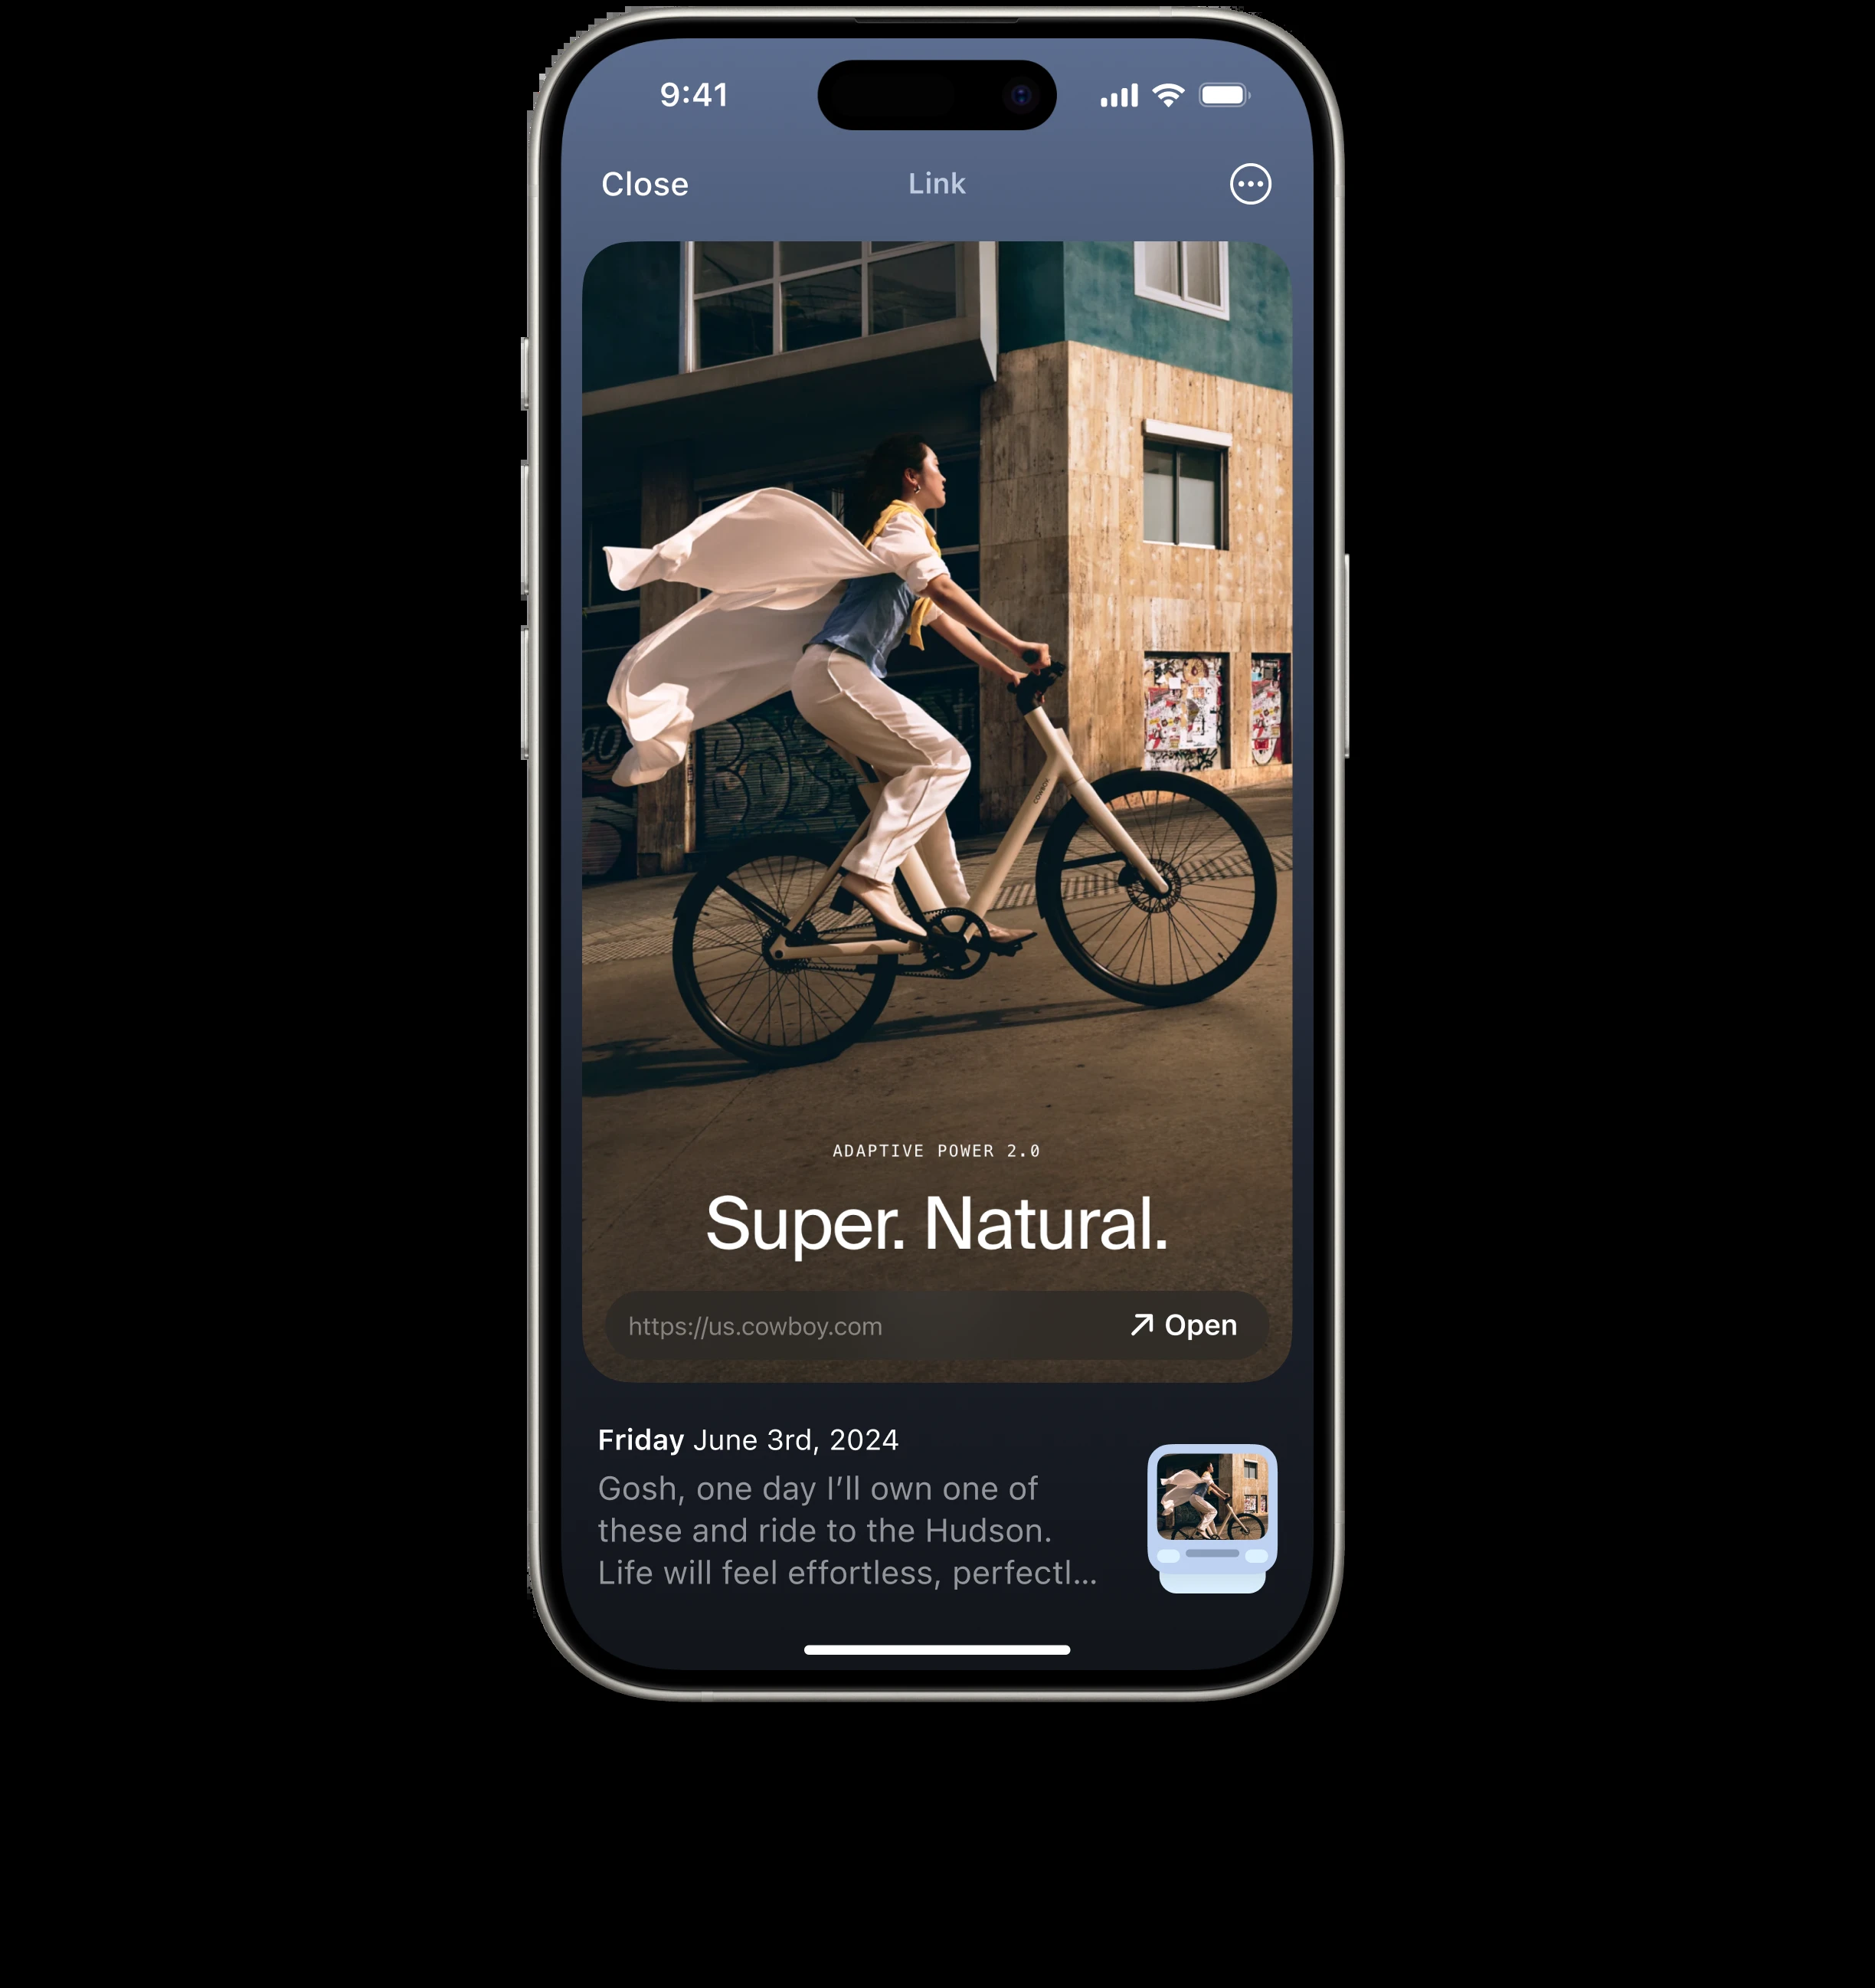 9:41
Close
Link
COWBOY
ADAPTIVE POWER 2.0
Super. Natural.
https://us.cowboy.com
Open
Friday June 3rd, 2024
Gosh, one day I’ll own one of
these and ride to the Hudson.
Life will feel effortless, perfectl...